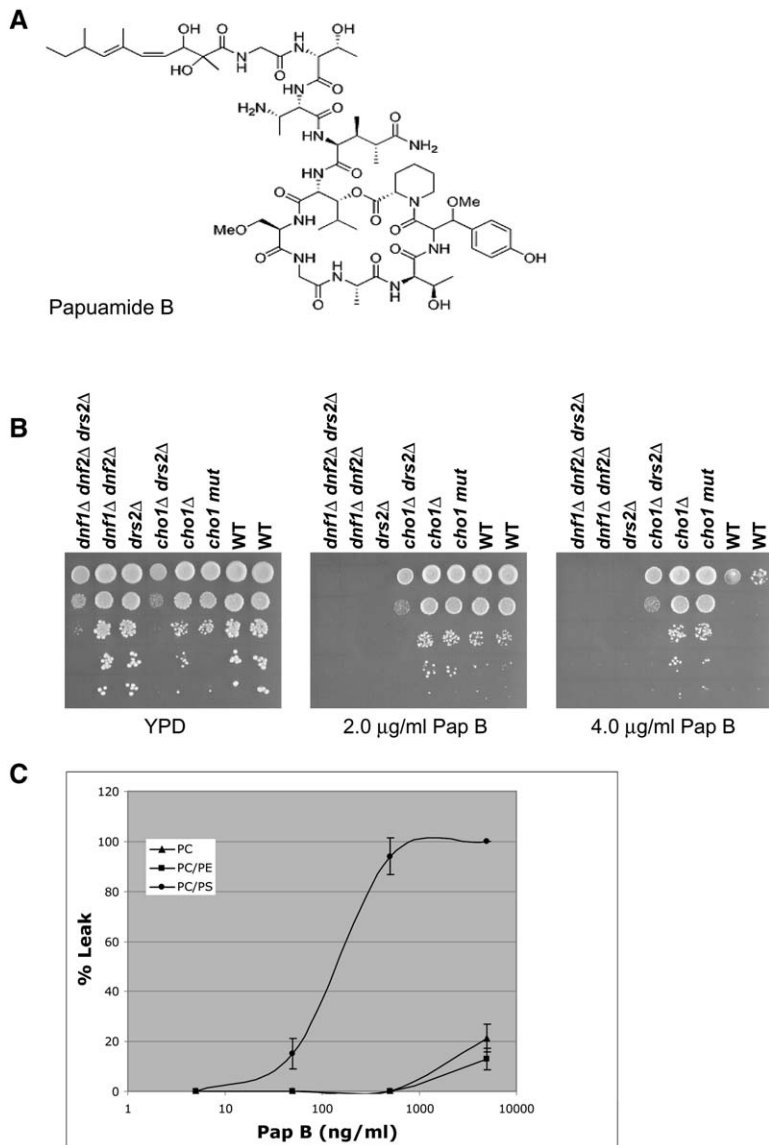 A
OH
HO
O
N
H
O
H
N
OH
O
HN
O
H2N
O
HN
O
NH2
O
HN
O
O
O
N
OMe
O
MeO
NH
O
NH
OH
O
NH
O
H
N
O
HN
O
OH
Papuamide B
B
dnf1Δ dnf2Δ drs2Δ
dnf1Δ dnf2Δ
drs2Δ
cho1Δ drs2Δ
cho1Δ
cho1 mut
WT
WT
dnf1Δ dnf2Δ drs2Δ
dnf1Δ dnf2Δ
drs2Δ
cho1Δ drs2Δ
cho1Δ
cho1 mut
WT
WT
dnf1Δ dnf2Δ drs2Δ
dnf1Δ dnf2Δ
drs2Δ
cho1Δ drs2Δ
cho1Δ
cho1 mut
WT
WT
YPD
2.0 μg/ml Pap B
4.0 μg/ml Pap B
C
120
100
80
60
40
20
0
% Leak
PC
PC/PE
PC/PS
1
10
100
1000
10000
Pap B (ng/ml)